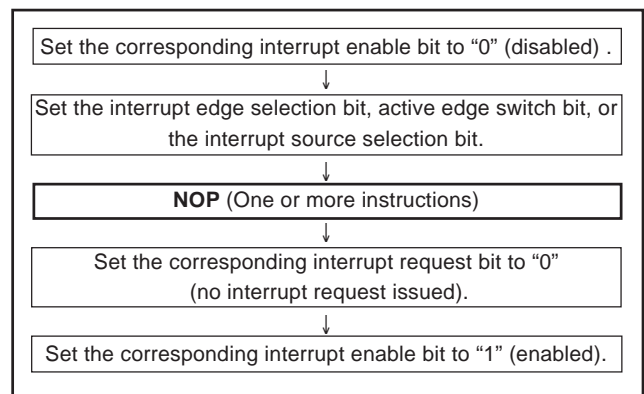 Set the corresponding interrupt enable bit to “0” (disabled) .
Set the interrupt edge selection bit, active edge switch bit, or
the interrupt source selection bit.
NOP (One or more instructions)
Set the corresponding interrupt request bit to “0”
(no interrupt request issued).
Set the corresponding interrupt enable bit to “1” (enabled).